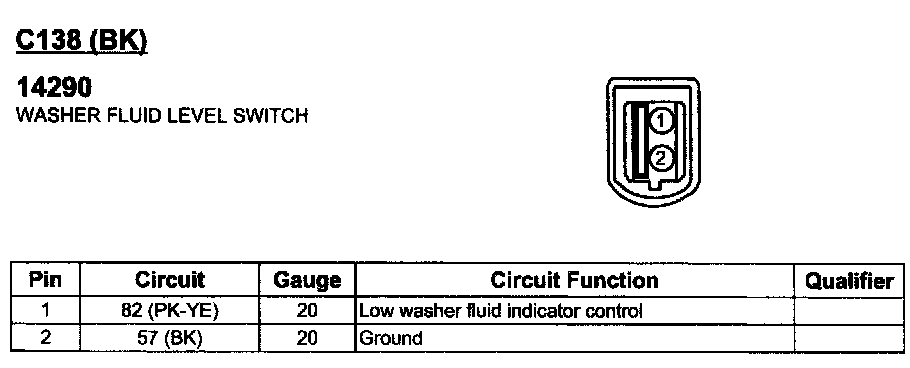 C138 (BK)
14290
WASHER FLUID LEVEL SWITCH
1
2
Pin Circuit Gauge Circuit Function Qualifier
1 82 (PK-YE) 20 Low washer fluid indicator control
2 57 (BK) 20 Ground